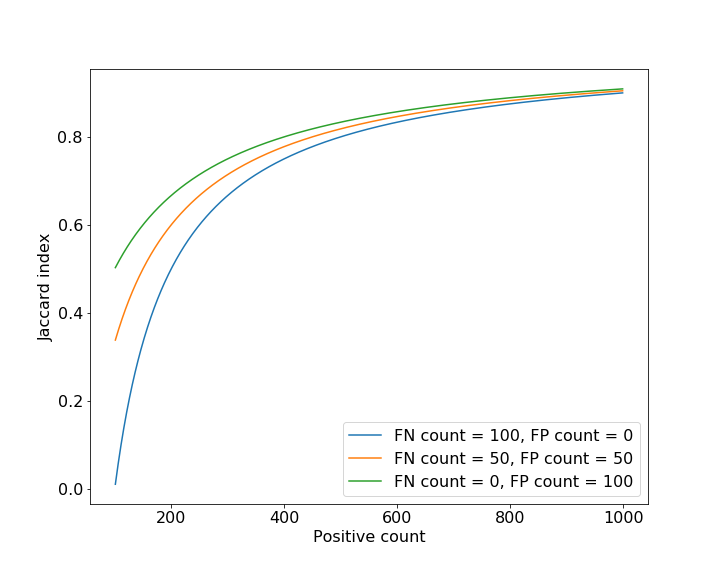 Jaccard index
0.8
0.6
0.4
0.2
0.0
FN count = 100, FP count = 0
FN count = 50, FP count = 50
FN count = 0, FP count = 100
200 400 600 800 1000
Positive count